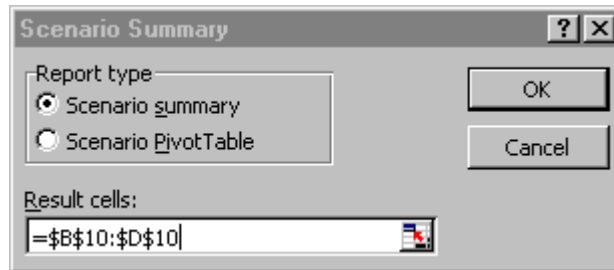 Scenario Summary ? X
Report type
Scenario summary
Scenario PivotTable
OK
Cancel
Result cells:
=$B$10:$D$10